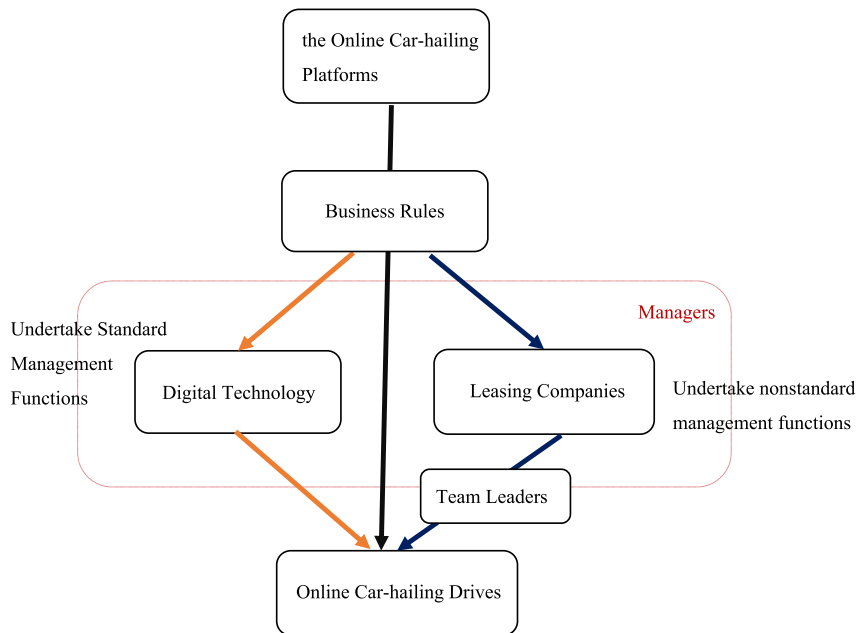 the Online Car-hailing
Platforms
Business Rules
Managers
Undertake Standard
Management
Functions
Digital Technology
Leasing Companies
Undertake nonstandard
management functions
Team Leaders
Online Car-hailing Drives